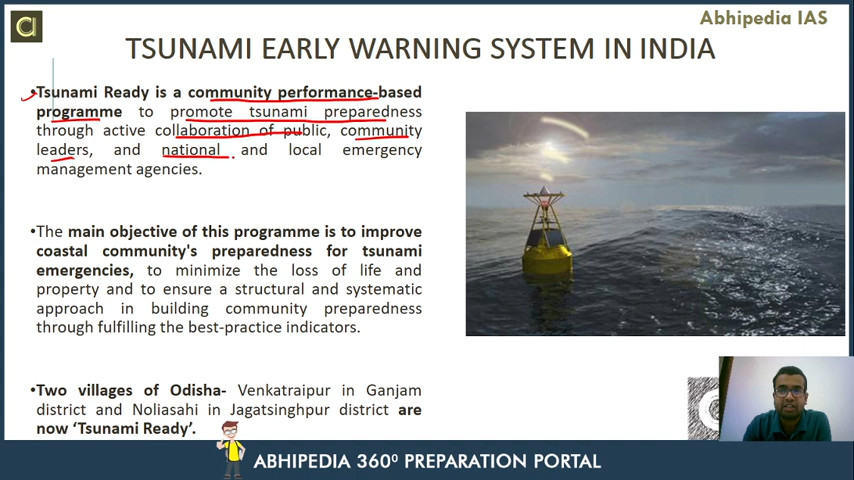 Abhipedia IAS
a
TSUNAMI EARLY WARNING SYSTEM IN INDIA
•Tsunami Ready is a community performance-based
programme to promote tsunami preparedness
through active collaboration of public, community
leaders, and national and local emergency
management agencies.
•The main objective of this programme is to improve
coastal community's preparedness for tsunami
emergencies, to minimize the loss of life and
property and to ensure a structural and systematic
approach in building community preparedness
through fulfilling the best-practice indicators.
•Two villages of Odisha- Venkatraipur in Ganjam
district and Noliasahi in Jagatsinghpur district are
now ‘Tsunami Ready’.
ABHIPEDIA 360⁰ PREPARATION PORTAL